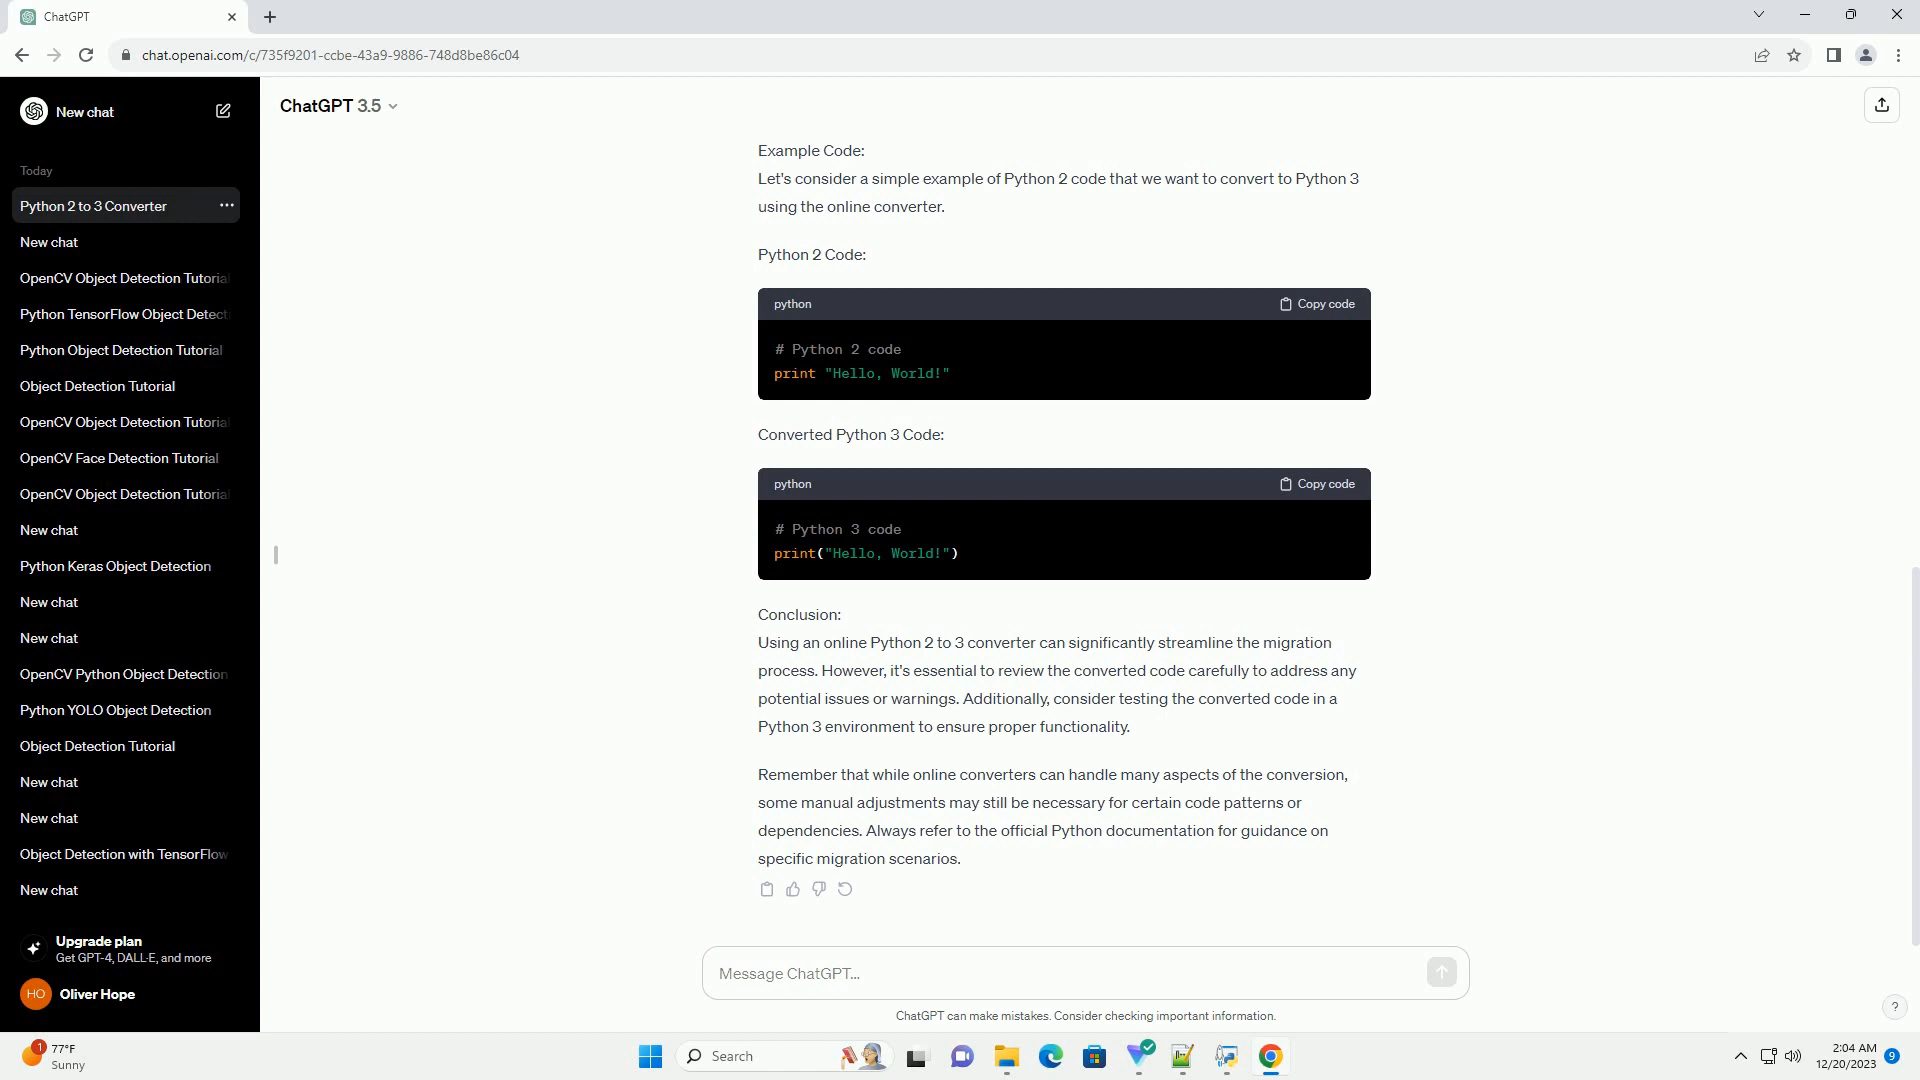 ChatGPT
chat.openai.com/c/735f9201-ccbe-43a9-9886-748d8be86c04
New chat
Today
Python 2 to 3 Converter
New chat
OpenCV Object Detection Tutorial
Python TensorFlow Object Detect
Python Object Detection Tutorial
Object Detection Tutorial
OpenCV Object Detection Tutorial
OpenCV Face Detection Tutorial
OpenCV Object Detection Tutorial
New chat
Python Keras Object Detection
New chat
New chat
OpenCV Python Object Detection
Python YOLO Object Detection
Object Detection Tutorial
New chat
New chat
Object Detection with TensorFlow
New chat
Upgrade plan
Get GPT-4, DALL·E, and more
HO Oliver Hope
ChatGPT 3.5
Example Code:
Let's consider a simple example of Python 2 code that we want to convert to Python 3
using the online converter.
Python 2 Code:
python Copy code
# Python 2 code
print "Hello, World!"
Converted Python 3 Code:
python Copy code
# Python 3 code
print("Hello, World!")
Conclusion:
Using an online Python 2 to 3 converter can significantly streamline the migration
process. However, it's essential to review the converted code carefully to address any
potential issues or warnings. Additionally, consider testing the converted code in a
Python 3 environment to ensure proper functionality.
Remember that while online converters can handle many aspects of the conversion,
some manual adjustments may still be necessary for certain code patterns or
dependencies. Always refer to the official Python documentation for guidance on
specific migration scenarios.
Message ChatGPT...
ChatGPT can make mistakes. Consider checking important information.
?
1
77°F
Sunny
Search
2:04 AM
12/20/2023
9